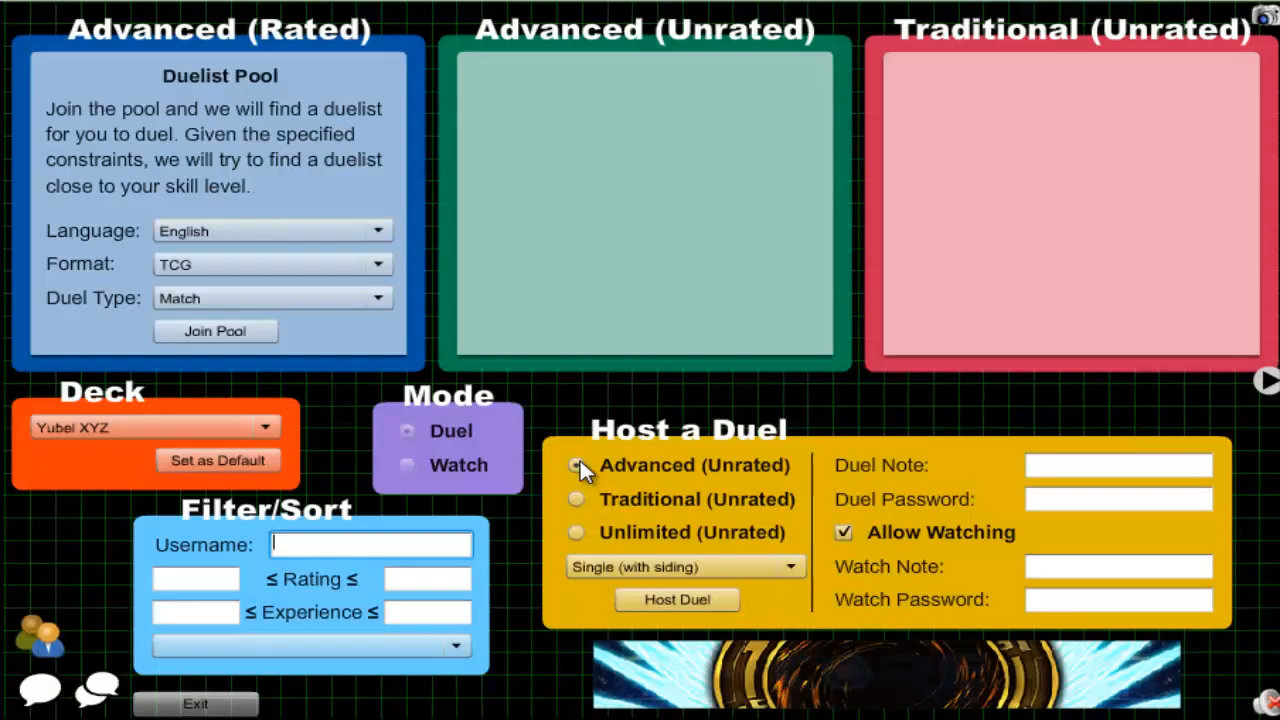 Advanced (Rated)
Duelist Pool
Join the pool and we will find a duelist
for you to duel. Given the specified
constraints, we will try to find a duelist
close to your skill level.
Language: English
Format: TCG
Duel Type: Match
Join Pool
Advanced (Unrated)
Traditional (Unrated)
Deck
Yubel XYZ
Set as Default
Mode
Duel
Watch
Filter/Sort
Username:
≤ Rating ≤
≤ Experience ≤
Exit
Host a Duel
Advanced (Unrated)
Traditional (Unrated)
Unlimited (Unrated)
Single (with siding)
Host Duel
Duel Note:
Duel Password:
Allow Watching
Watch Note:
Watch Password: